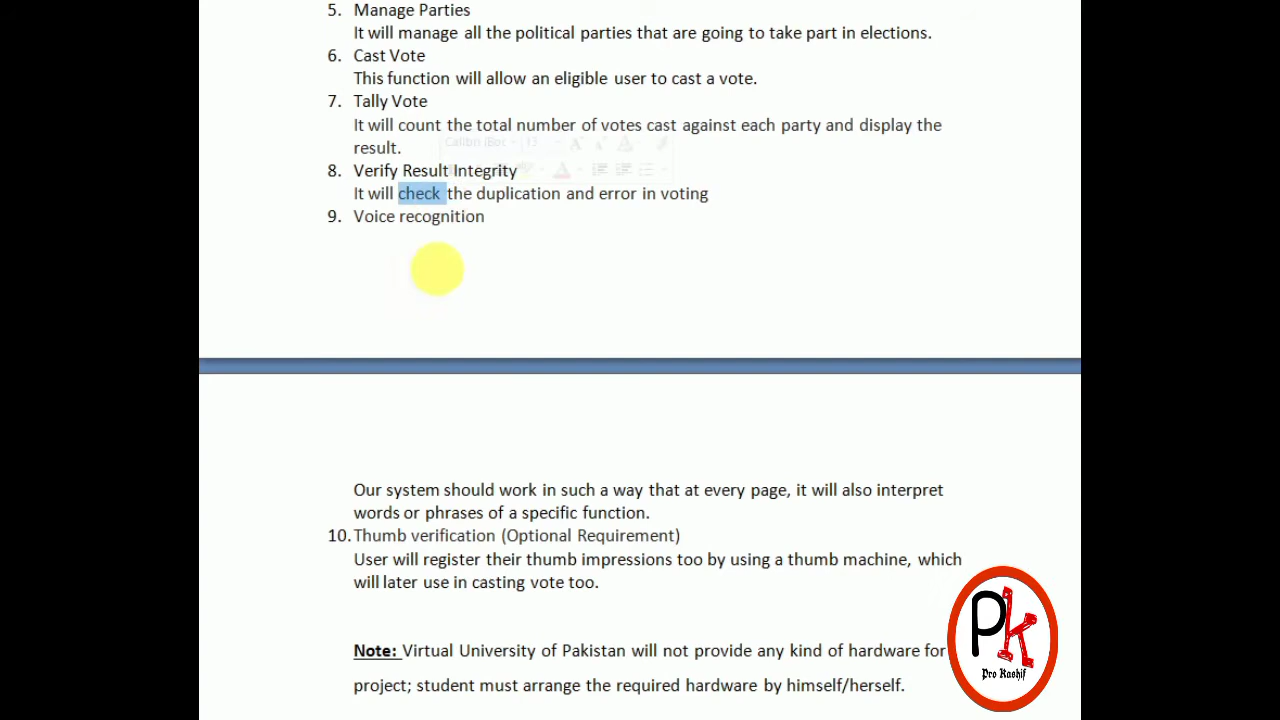 5. Manage Parties
It will manage all the political parties that are going to take part in elections.
6. Cast Vote
This function will allow an eligible user to cast a vote.
7. Tally Vote
It will count the total number of votes cast against each party and display the
result.
8. Verify Result Integrity
It will check the duplication and error in voting
9. Voice recognition
Our system should work in such a way that at every page, it will also interpret
words or phrases of a specific function.
10. Thumb verification (Optional Requirement)
User will register their thumb impressions too by using a thumb machine, which
will later use in casting vote too.
Note: Virtual University of Pakistan will not provide any kind of hardware for
project; student must arrange the required hardware by himself/herself.
Pk
Pro Kashif